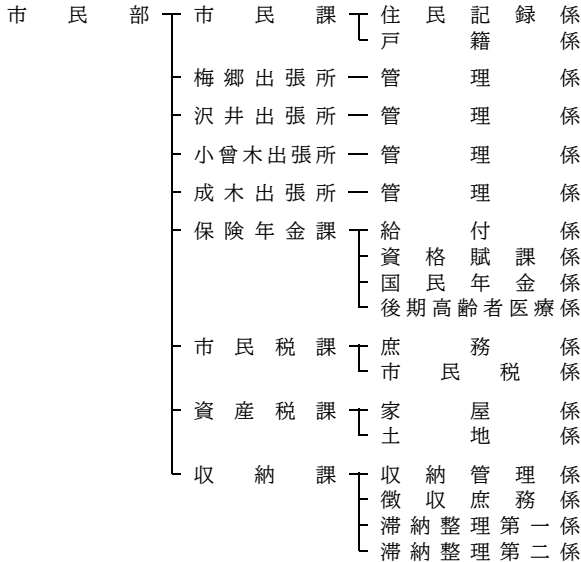 市民部 市民課 住民記録係
戸籍係
梅郷出張所 管理係
沢井出張所 管理係
小曾木出張所 管理係
成木出張所 管理係
保険年金課 給付係
資格賦課係
国民年金係
後期高齢者医療係
市民税課 庶務係
市民税係
資産税課 家屋係
土地係
収納課 収納管理係
徴収庶務係
滞納整理第一係
滞納整理第二係